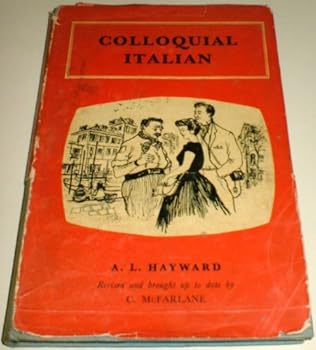 COLLOQUIAL
ITALIAN
A. L. HAYWARD
Revised and brought up to date by
C. McFARLANE